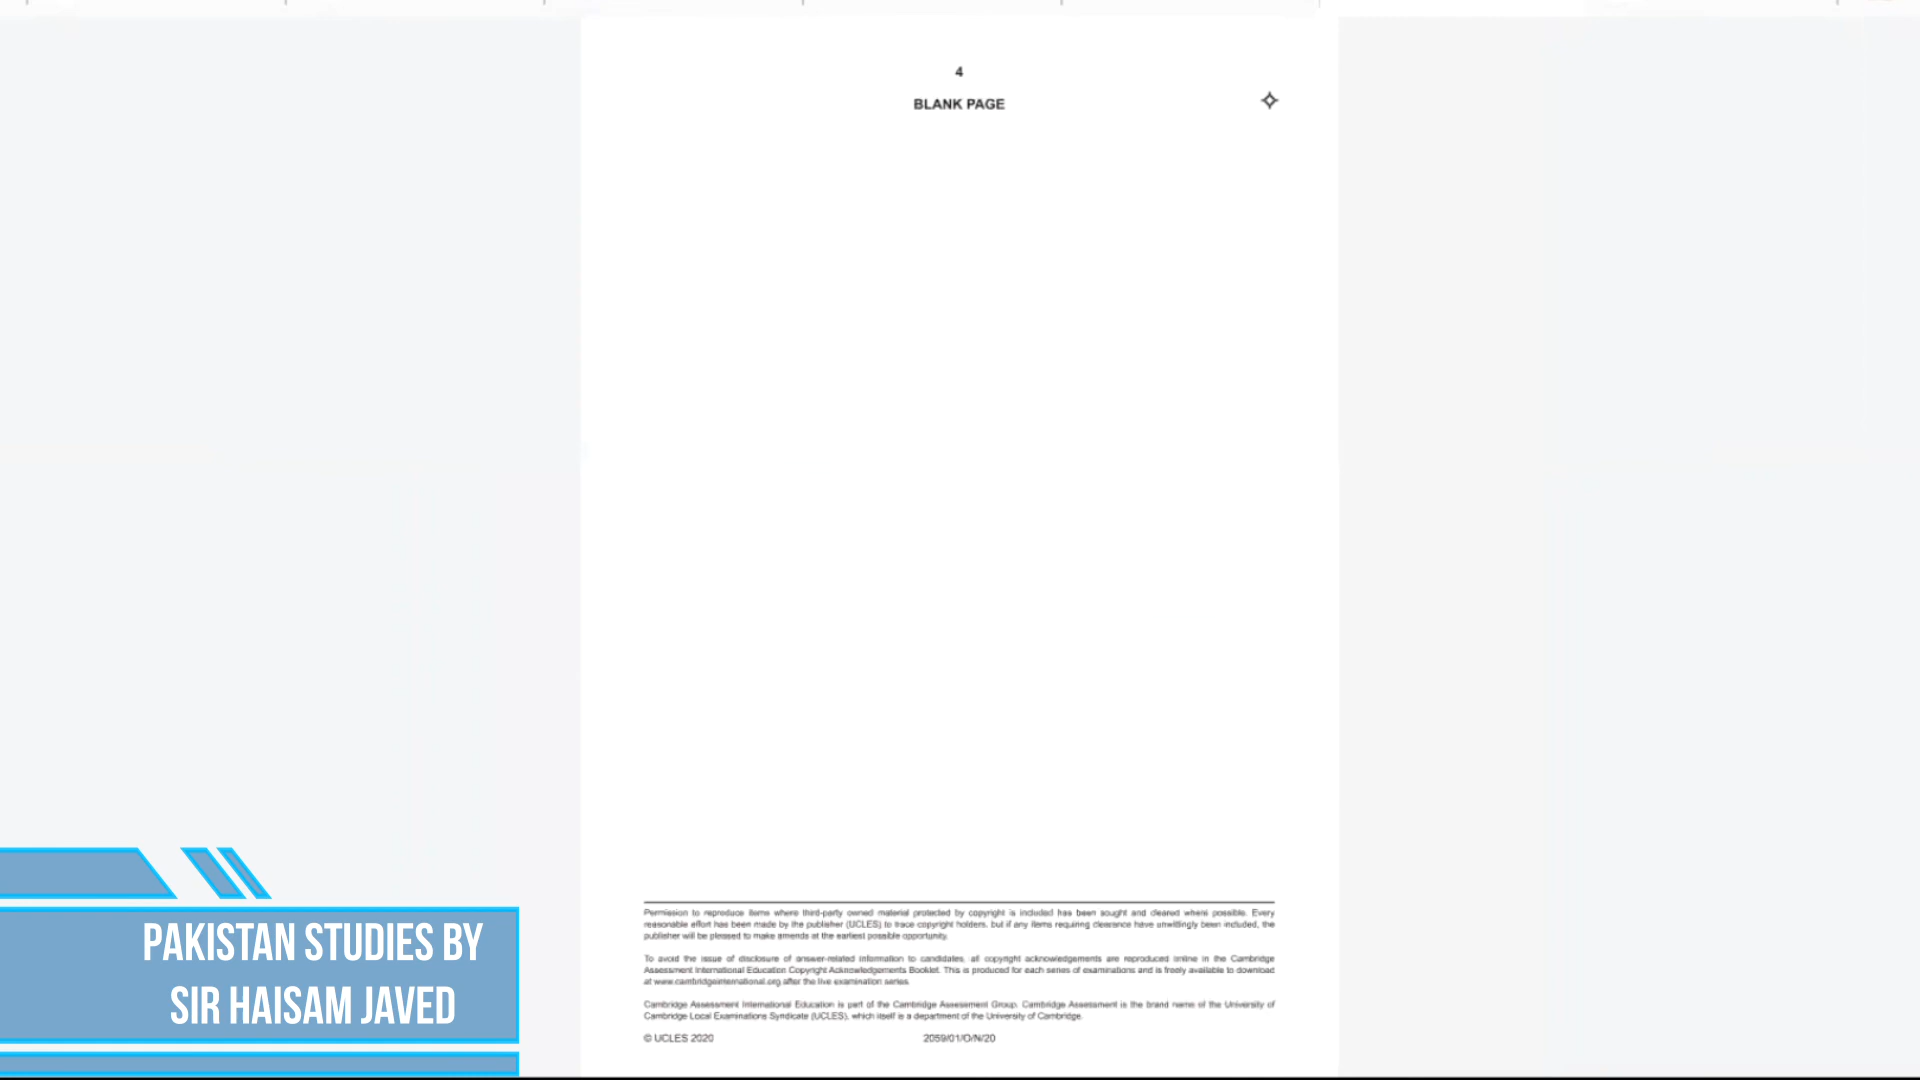 4
BLANK PAGE
Permission to reproduce items where third-party owned material protected by copyright is included has been sought and cleared where possible. Every
reasonable effort has been made by the publisher (UCLES) to trace copyright holders, but if any items requiring clearance have unwittingly been included, the
publisher will be pleased to make amends at the earliest possible opportunity.
To avoid the issue of disclosure of answer-related information to candidates, all copyright acknowledgements are reproduced online in the Cambridge
Assessment International Education Copyright Acknowledgements Booklet. This is produced for each series of examinations and is freely available to download
at www.cambridgeinternational.org after the live examination series.
Cambridge Assessment International Education is part of the Cambridge Assessment Group. Cambridge Assessment is the brand name of the University of
Cambridge Local Examinations Syndicate (UCLES), which itself is a department of the University of Cambridge.
© UCLES 2020 2059/01/O/N/20
PAKISTAN STUDIES BY
SIR HAISAM JAVED